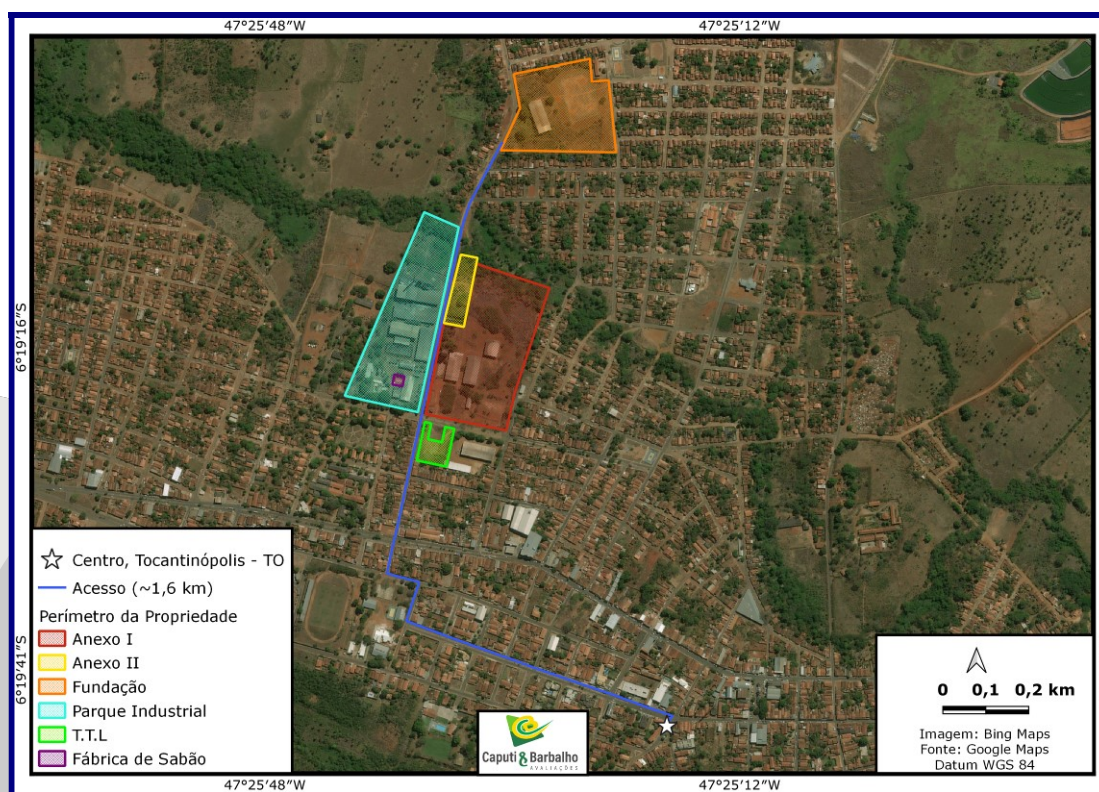 47°25'48"W
47°25'12"W
6°19'16"S
6°19'41"S
Centro, Tocantinópolis - TO
Acesso (~1,6 km)
Perímetro da Propriedade
Anexo I
Anexo II
Fundação
Parque Industrial
T.T.L
Fábrica de Sabão
Caputi & Barbalho
AVALIAÇÕES
0 0,1 0,2 km
Imagem: Bing Maps
Fonte: Google Maps
Datum WGS 84
47°25'48"W
47°25'12"W